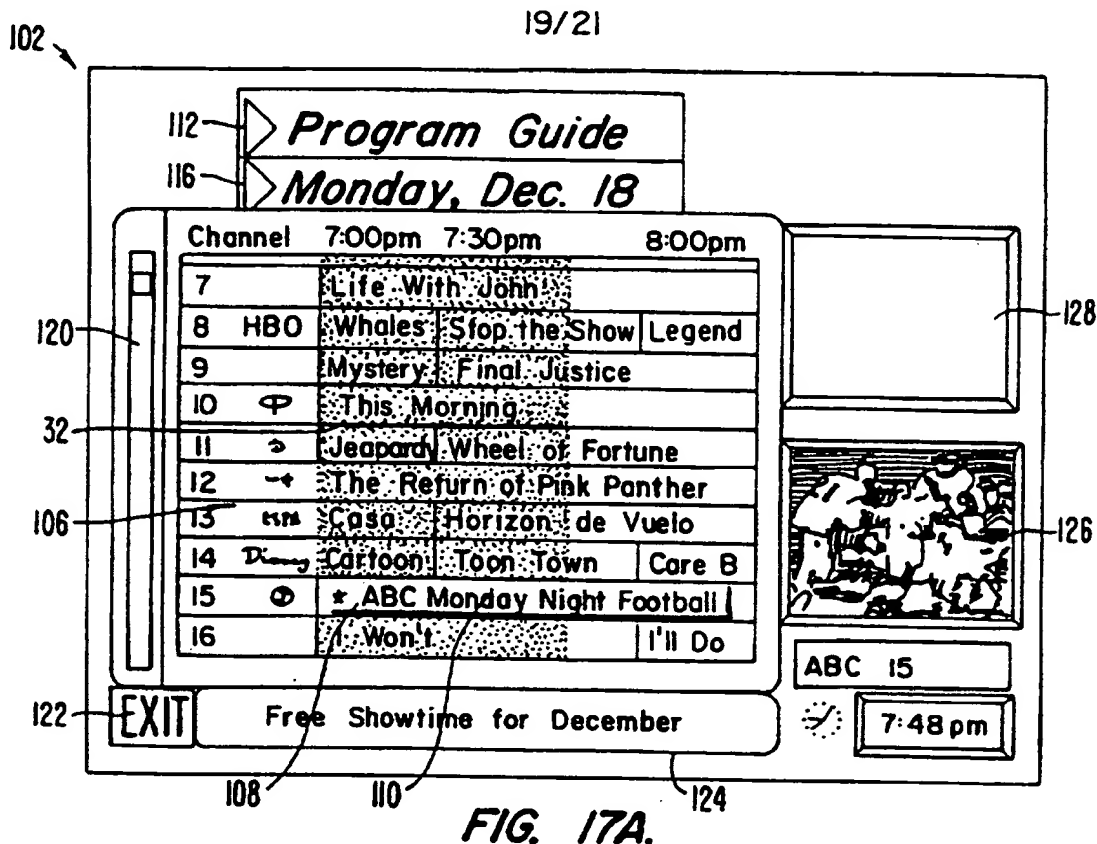 19/21
102
112 Program Guide
116 Monday, Dec. 18
Channel 7:00pm 7:30pm 8:00pm
7 Life With John
8 HBO Whales Stop the Show Legend
120
128
9 Mystery Final Justice
10 This Morning
32
11 Jeapardy Wheel of Fortune
12 The Return of Pink Panther
106
13 Casa Horizon de Vuelo
126
14 Disney Cartoon Toon Town Care B
15 * ABC Monday Night Football
16 I Won't I'll Do
ABC 15
122 EXIT Free Showtime for December 7:48 pm
108 110 124
FIG. 17A.